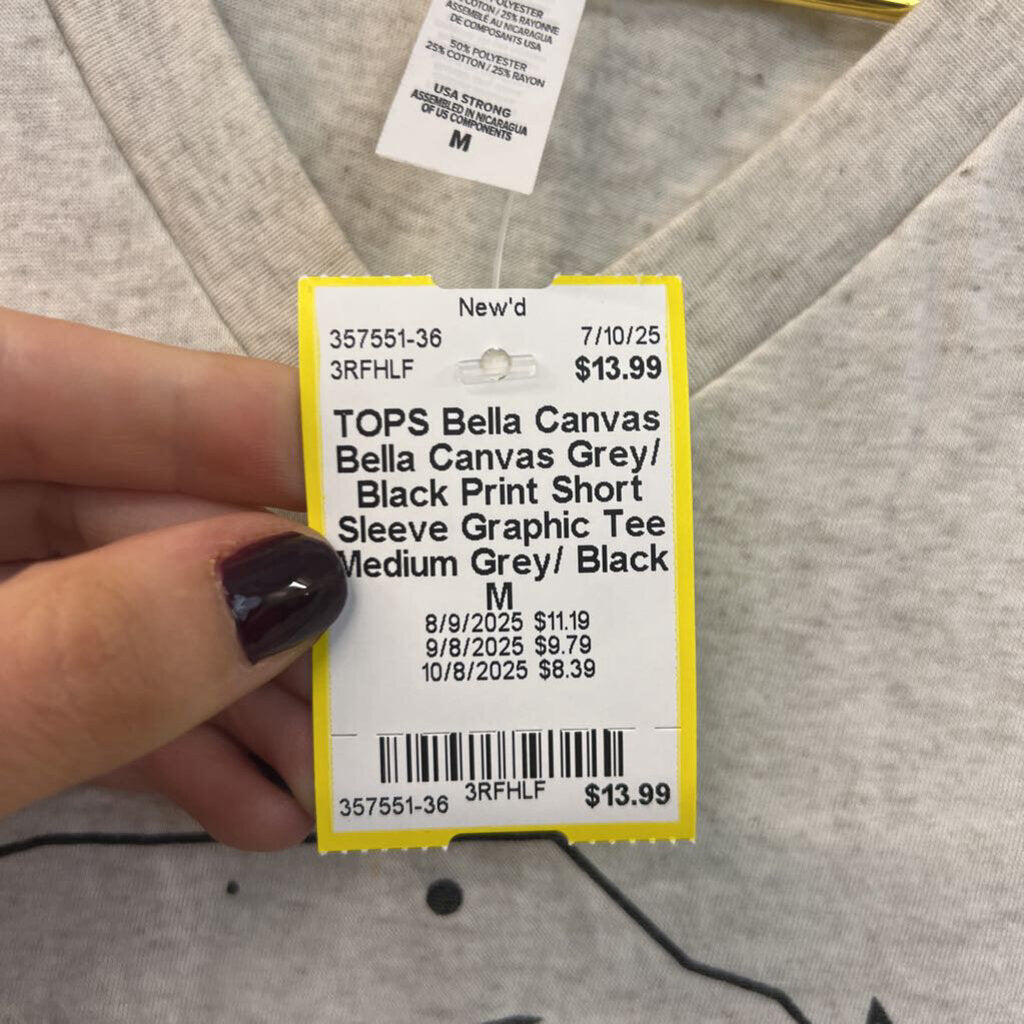 POLYESTER
COTON / 25% RAYONNE
ASSEMBLÉ AU NICARAGUA
DE COMPOSANTS USA
50% POLYESTER
25% COTTON / 25% RAYON
USA STRONG
ASSEMBLED IN NICARAGUA
OF US COMPONENTS
M
New'd
357551-36 7/10/25
3RFHLF $13.99
TOPS Bella Canvas
Bella Canvas Grey/
Black Print Short
Sleeve Graphic Tee
Medium Grey/ Black
M
8/9/2025 $11.19
9/8/2025 $9.79
10/8/2025 $8.39
357551-36 3RFHLF $13.99